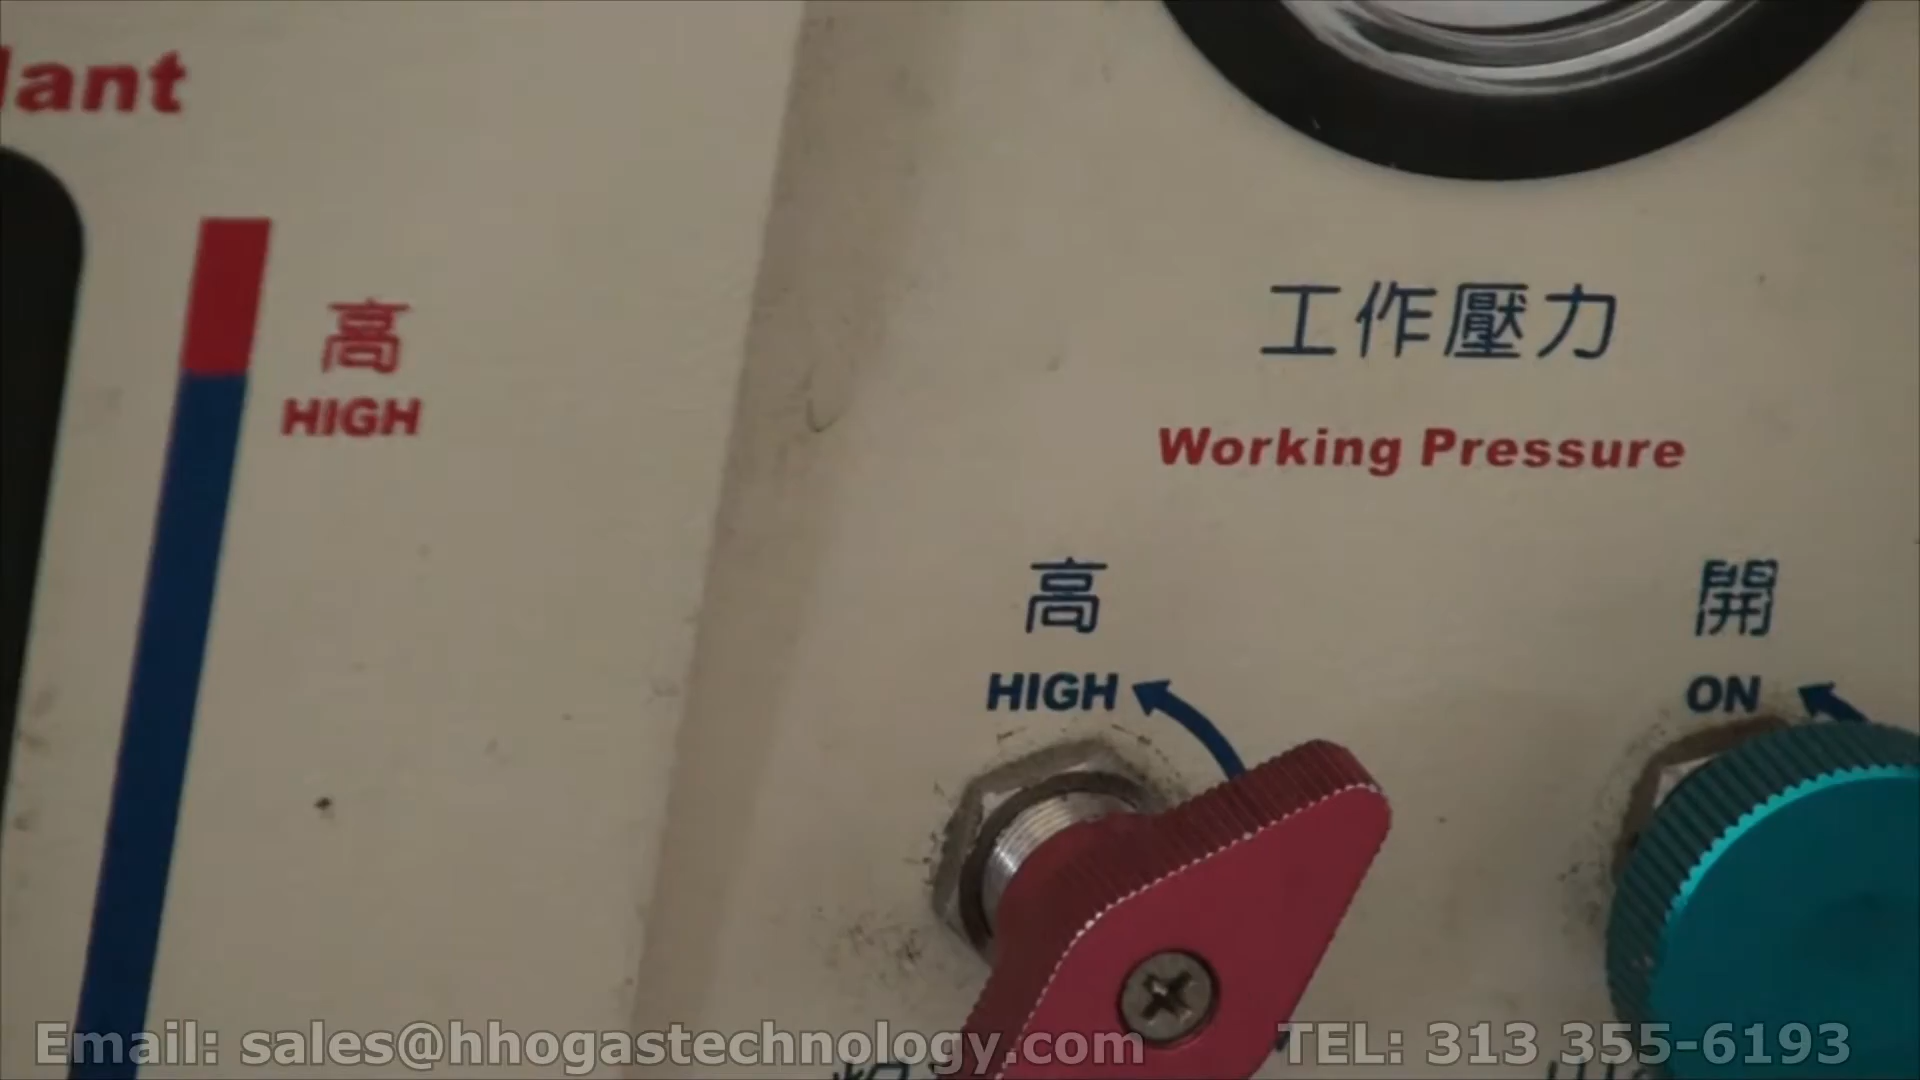 高
HIGH
工作壓力
Working Pressure
高
HIGH
開
ON
Email: sales@hhogastechnology.com
TEL: 313 355-6193